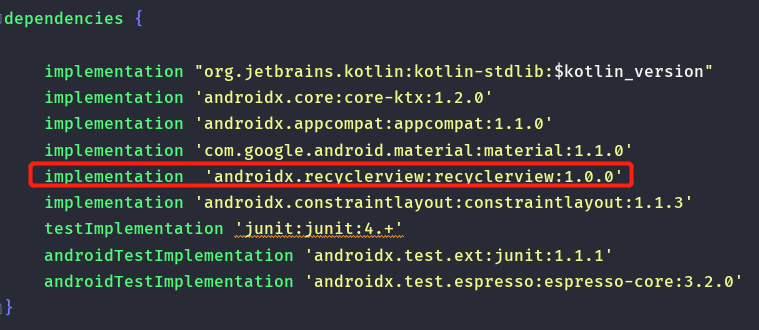 dependencies {
implementation "org.jetbrains.kotlin:kotlin-stdlib:$kotlin_version"
implementation 'androidx.core:core-ktx:1.2.0'
implementation 'androidx.appcompat:appcompat:1.1.0'
implementation 'com.google.android.material:material:1.1.0'
implementation  'androidx.recyclerview:recyclerview:1.0.0'
implementation 'androidx.constraintlayout:constraintlayout:1.1.3'
testImplementation 'junit:junit:4.+'
androidTestImplementation 'androidx.test.ext:junit:1.1.1'
androidTestImplementation 'androidx.test.espresso:espresso-core:3.2.0'
}